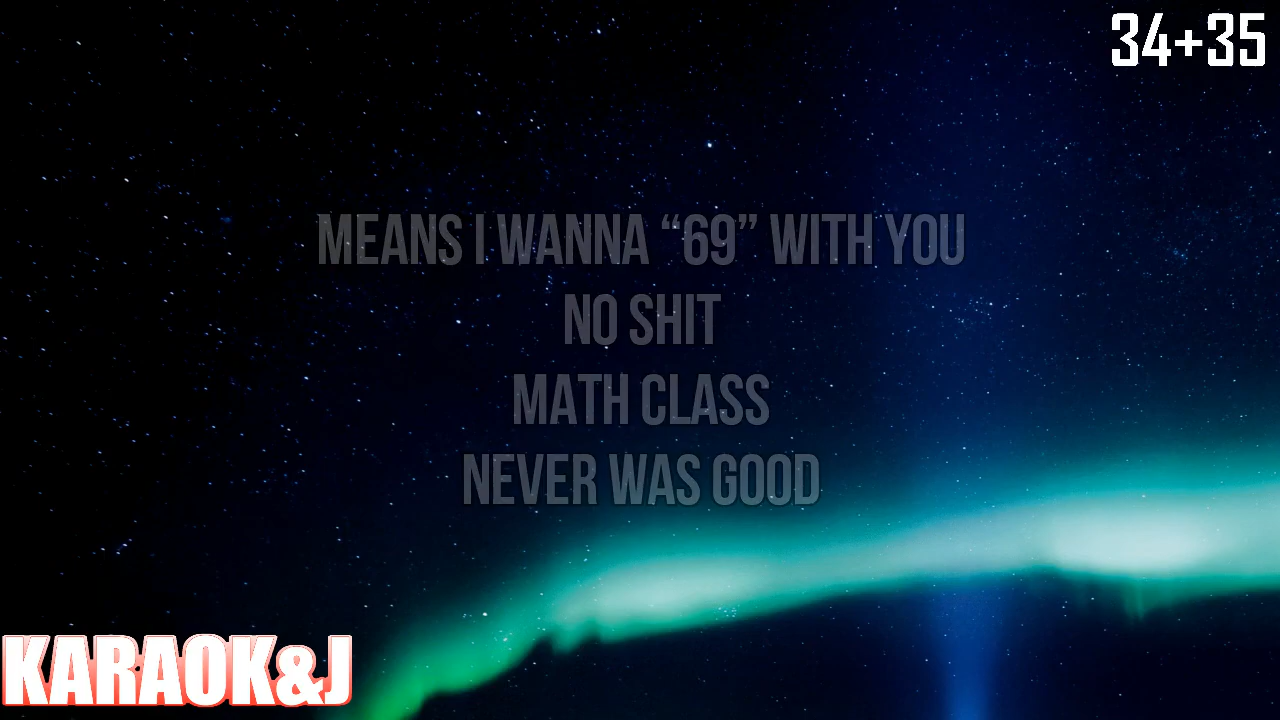 34+35
MEANS I WANNA “69” WITH YOU
NO SHIT
MATH CLASS
NEVER WAS GOOD
KARAOK&J